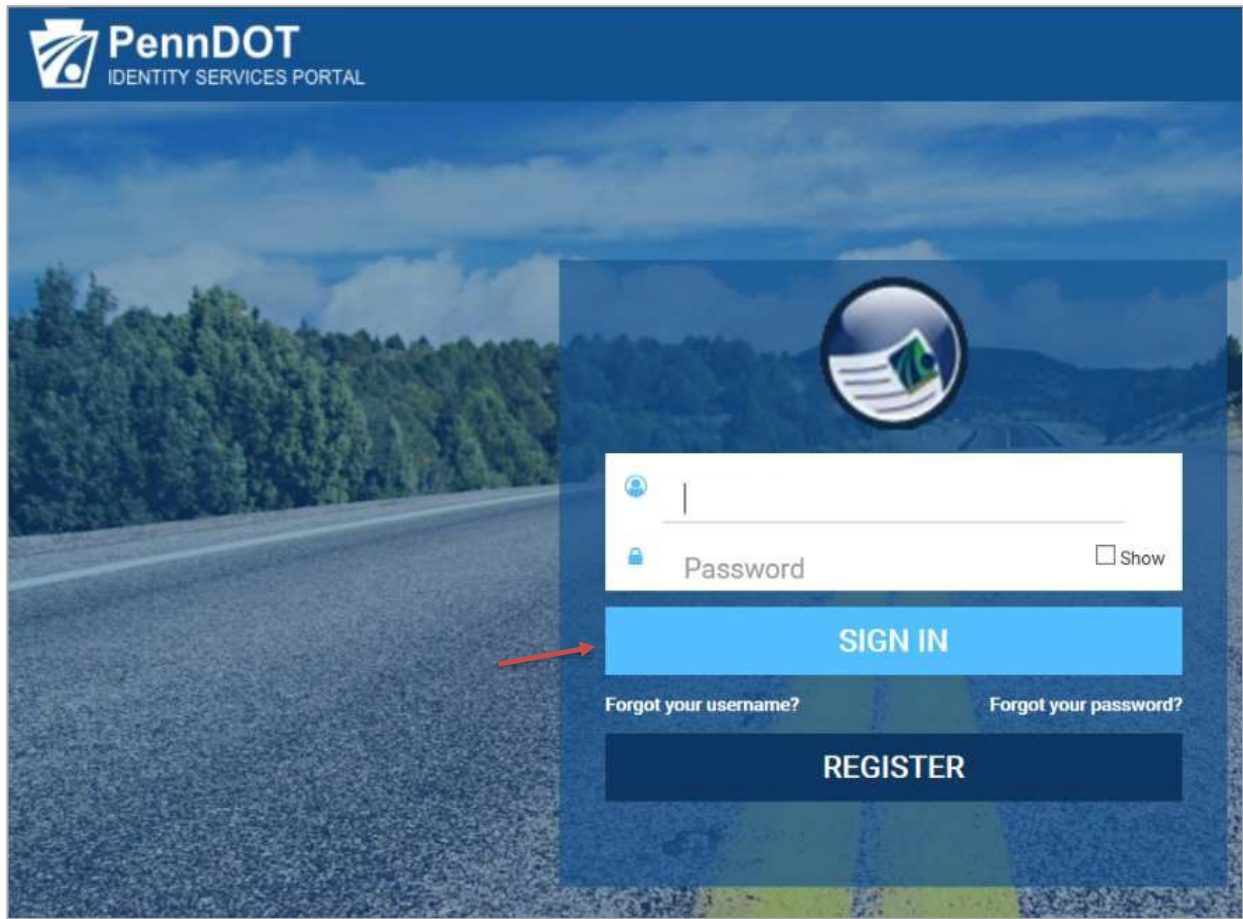 PennDOT
IDENTITY SERVICES PORTAL
Password
Show
SIGN IN
Forgot your username? Forgot your password?
REGISTER